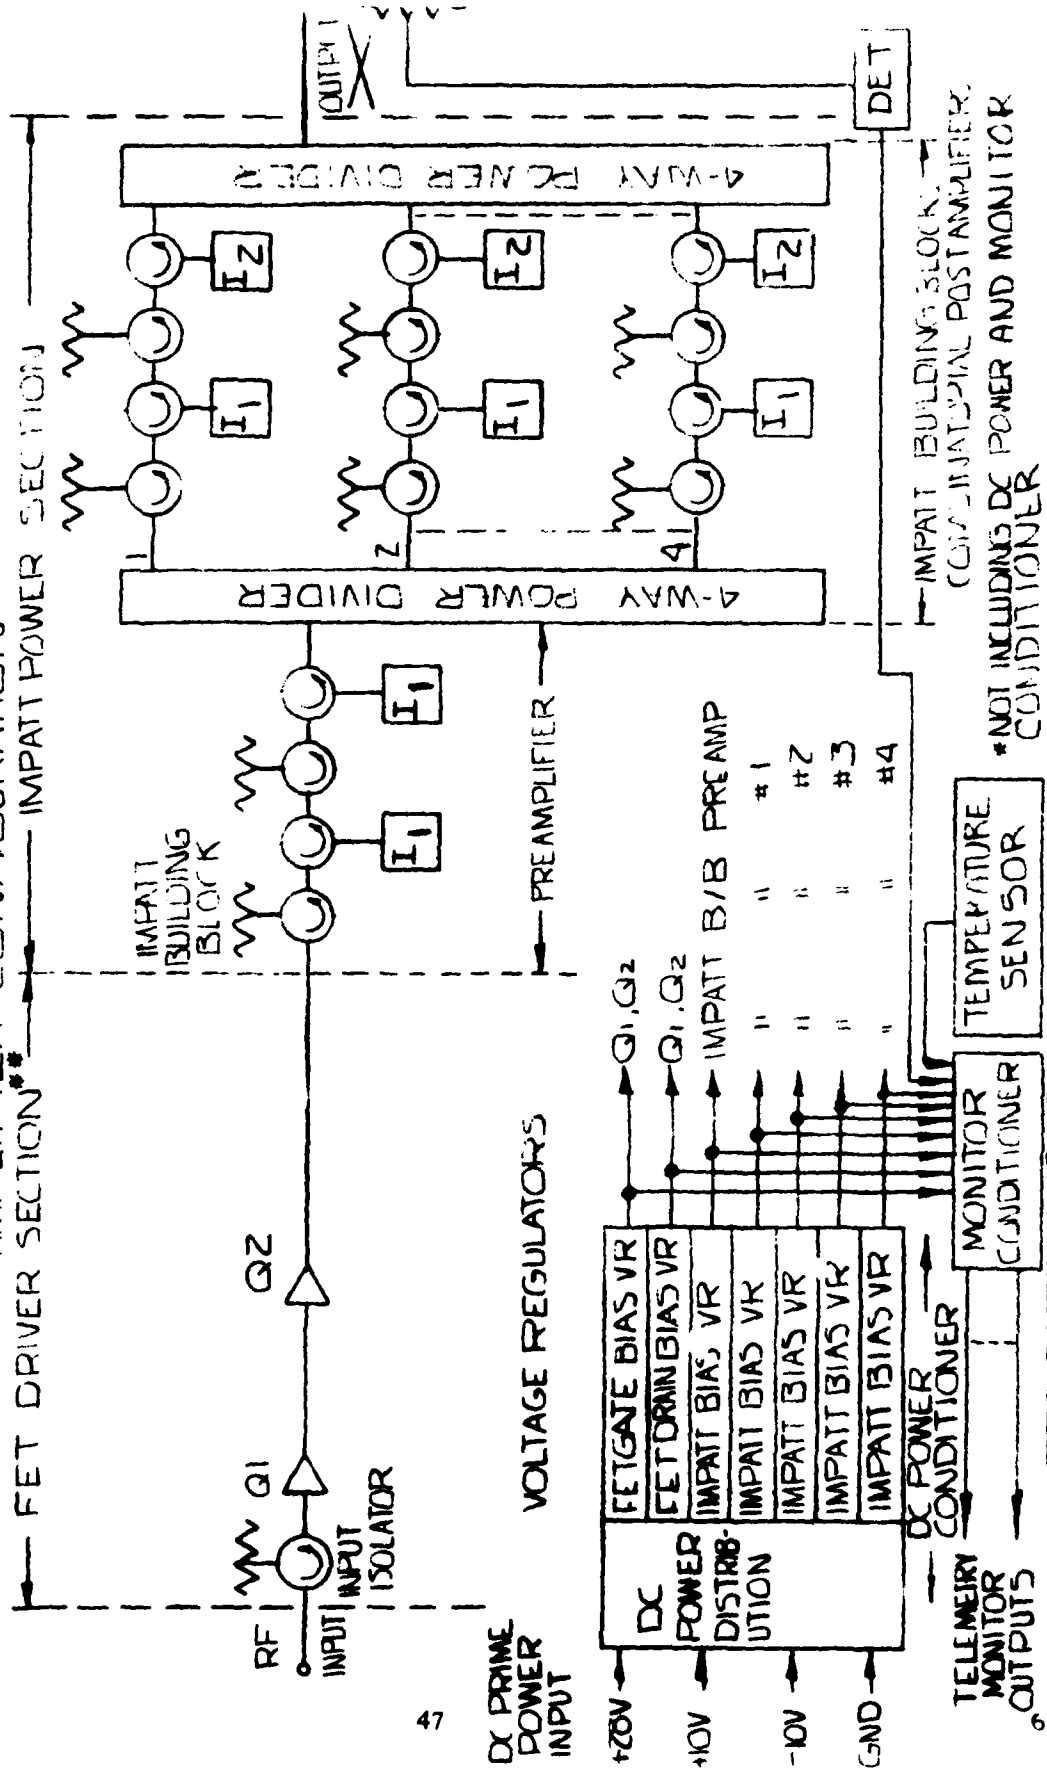 FET DRIVER SECTION**
IMPATT POWER SECTION
RF
INPUT
INPUT
ISOLATOR
Q1
Q2
IMPATT
BUILDING
BLOCK
I1
I1
PREAMPLIFIER
4-WAY POWER DIVIDER
1
2
4
I1
I2
I1
I2
I1
I2
4-WAY POWER DIVIDER
OUTPUT
DET
IMPATT BUILDING BLOCK
POSTAMPLIFIER
*NOT INCLUDING DC POWER AND MONITOR
CONDITIONER
VOLTAGE REGULATORS
DC PRIME
POWER
INPUT
+28V
+10V
-10V
GND
DC
POWER
DISTRIB-
UTION
FET GATE BIAS VR
FET DRAIN BIAS VR
IMPATT BIAS VR
IMPATT BIAS VR
IMPATT BIAS VR
IMPATT BIAS VR
IMPATT BIAS VR
Q1, Q2
Q1, Q2
IMPATT B/B PREAMP
" " #1
" " #2
" " #3
" " #4
DC POWER
CONDITIONER
MONITOR
CONDITIONER
TEMPERATURE
SENSOR
TELEMETRY
MONITOR
OUTPUTS
6
47